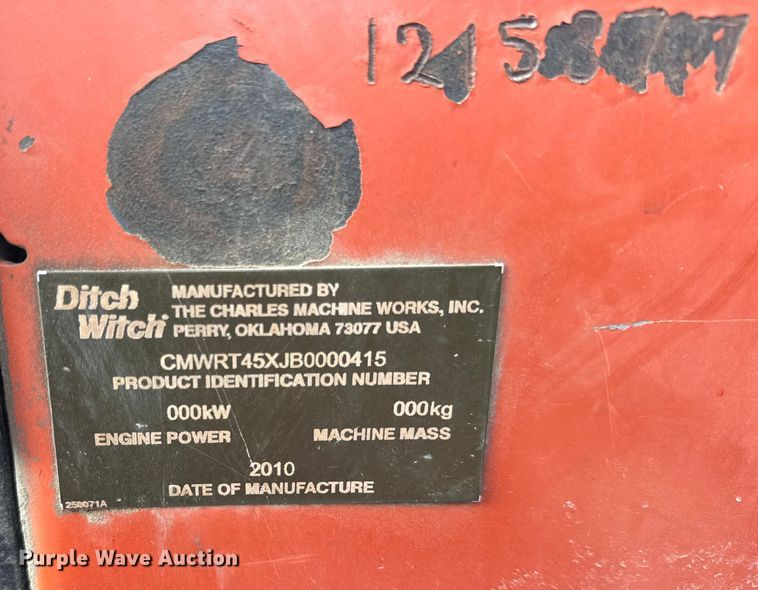 Ditch
Witch®
MANUFACTURED BY
THE CHARLES MACHINE WORKS, INC.
PERRY, OKLAHOMA 73077 USA
CMWRT45XJB0000415
PRODUCT IDENTIFICATION NUMBER
000kW 000kg
ENGINE POWER MACHINE MASS
2010
DATE OF MANUFACTURE
250071A
Purple Wave Auction